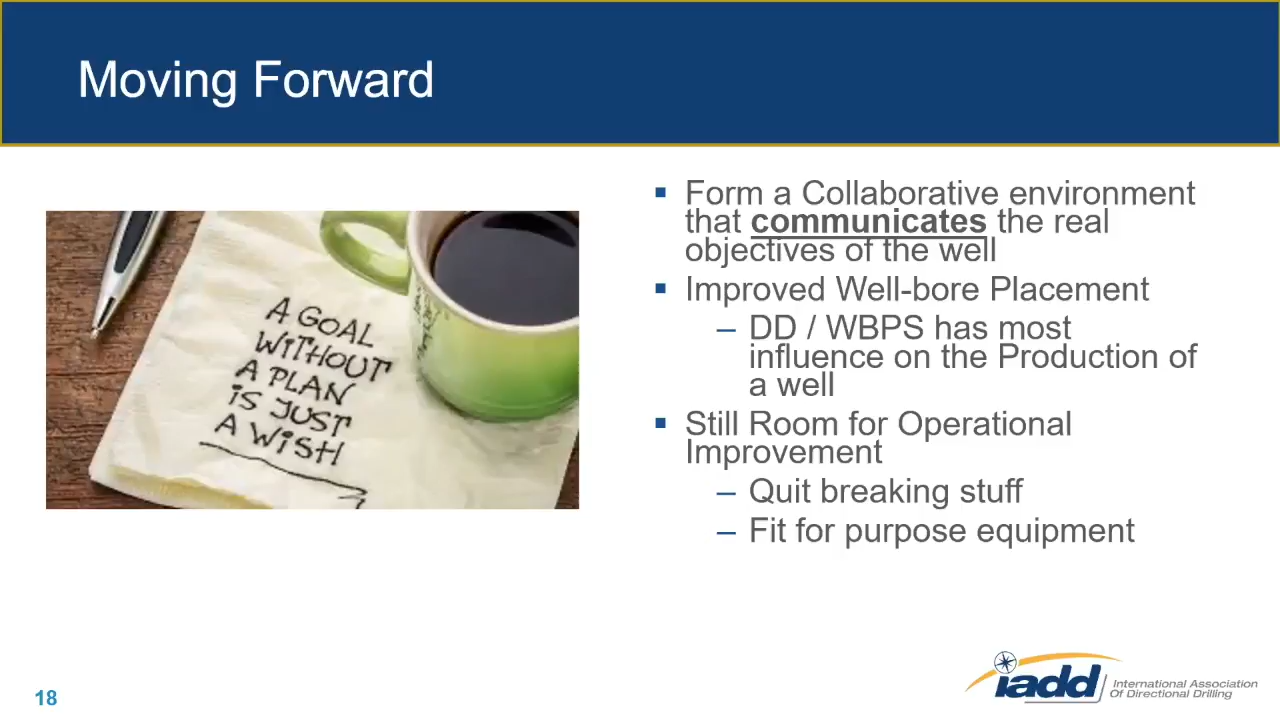 Moving Forward
A GOAL
WITHOUT
A PLAN
iS JUST
A WiSH
▪ Form a Collaborative environment
that communicates the real
objectives of the well
▪ Improved Well-bore Placement
– DD / WBPS has most
influence on the Production of
a well
▪ Still Room for Operational
Improvement
– Quit breaking stuff
– Fit for purpose equipment
18
iadd
International Association
Of Directional Drilling